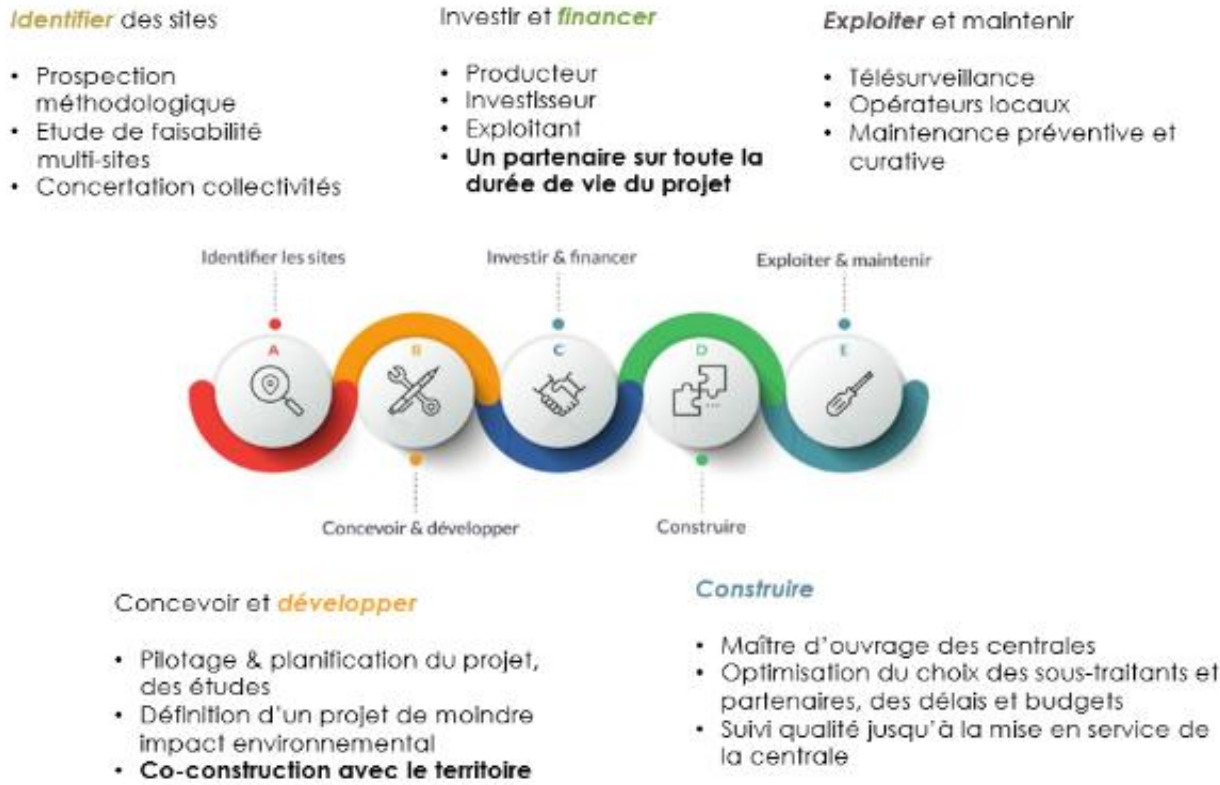 Identifier des sites
• Prospection
méthodologique
• Etude de faisabilité
multi-sites
• Concertation collectivités
Investir et financer
• Producteur
• Investisseur
• Exploitant
• Un partenaire sur toute la
durée de vie du projet
Exploiter et maintenir
• Télésurveillance
• Opérateurs locaux
• Maintenance préventive et
curative
Identifier les sites
Investir & financer
Exploiter & maintenir
A
B
C
D
E
Concevoir & développer
Construire
Concevoir et développer
• Pilotage & planification du projet,
des études
• Définition d'un projet de moindre
impact environnemental
• Co-construction avec le territoire
Construire
• Maître d'ouvrage des centrales
• Optimisation du choix des sous-traitants et
partenaires, des délais et budgets
• Suivi qualité jusqu'à la mise en service de
la centrale